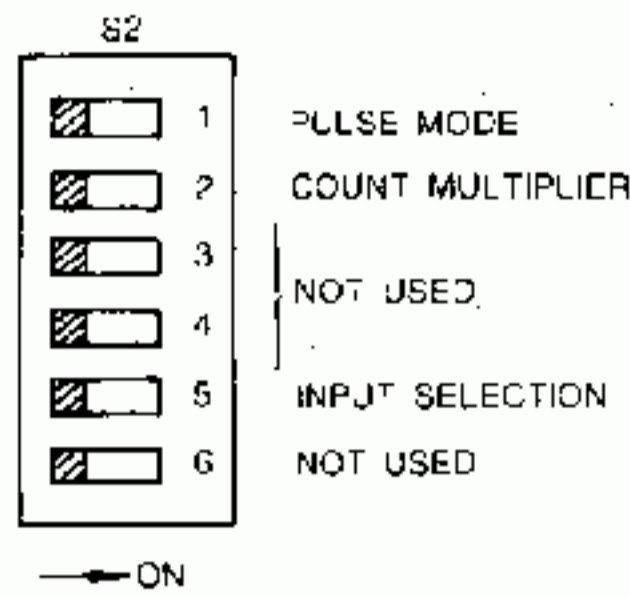 S2
1 PULSE MODE
2 COUNT MULTIPLIER
3
NOT USED
4
5 INPUT SELECTION
6 NOT USED
ON